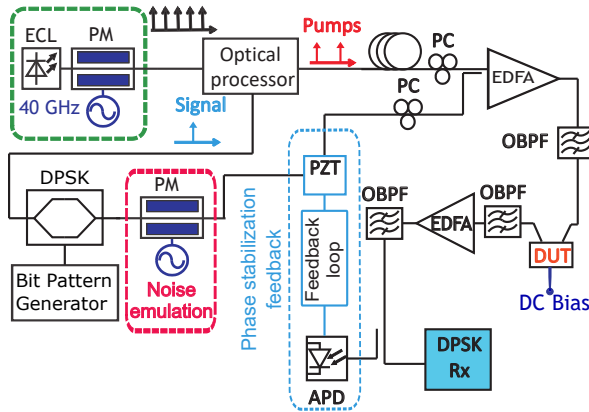 ECL
PM
40 GHz
Optical
processor
Pumps
PC
PC
EDFA
Signal
OBPF
DPSK
PM
PZT
OBPF
EDFA
OBPF
DUT
DC Bias
Bit Pattern
Generator
Noise
emulation
Phase stabilization
feedback
Feedback
loop
APD
DPSK
Rx